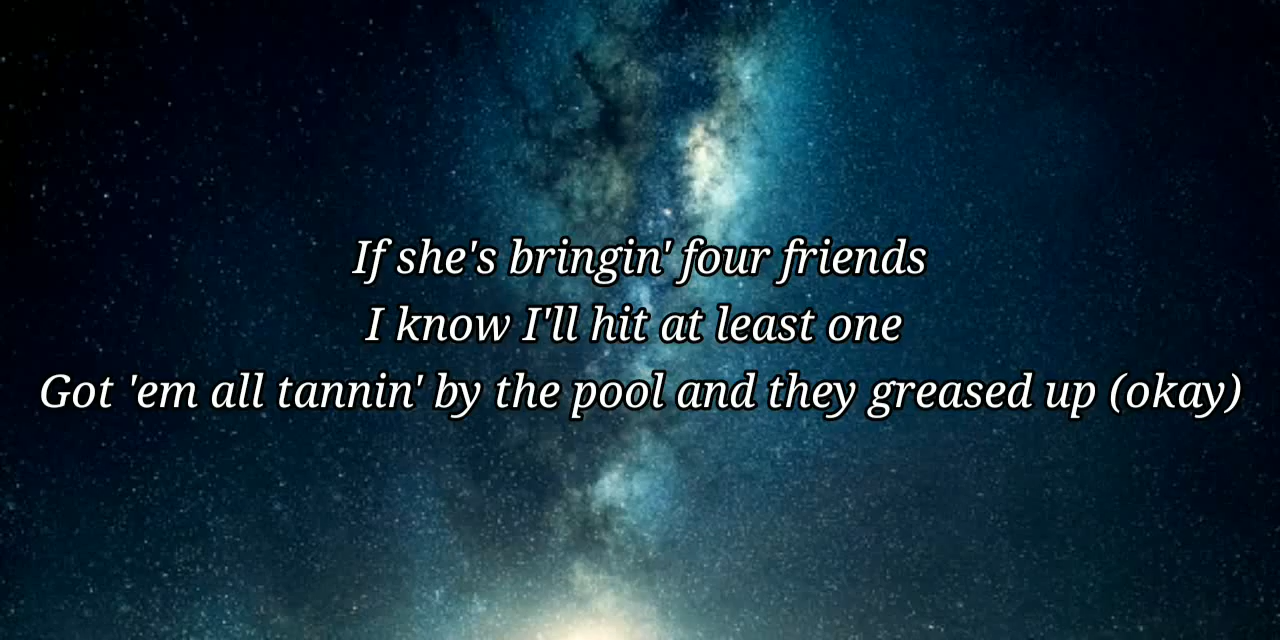 If she's bringin' four friends
I know I'll hit at least one
Got 'em all tannin' by the pool and they greased up (okay)